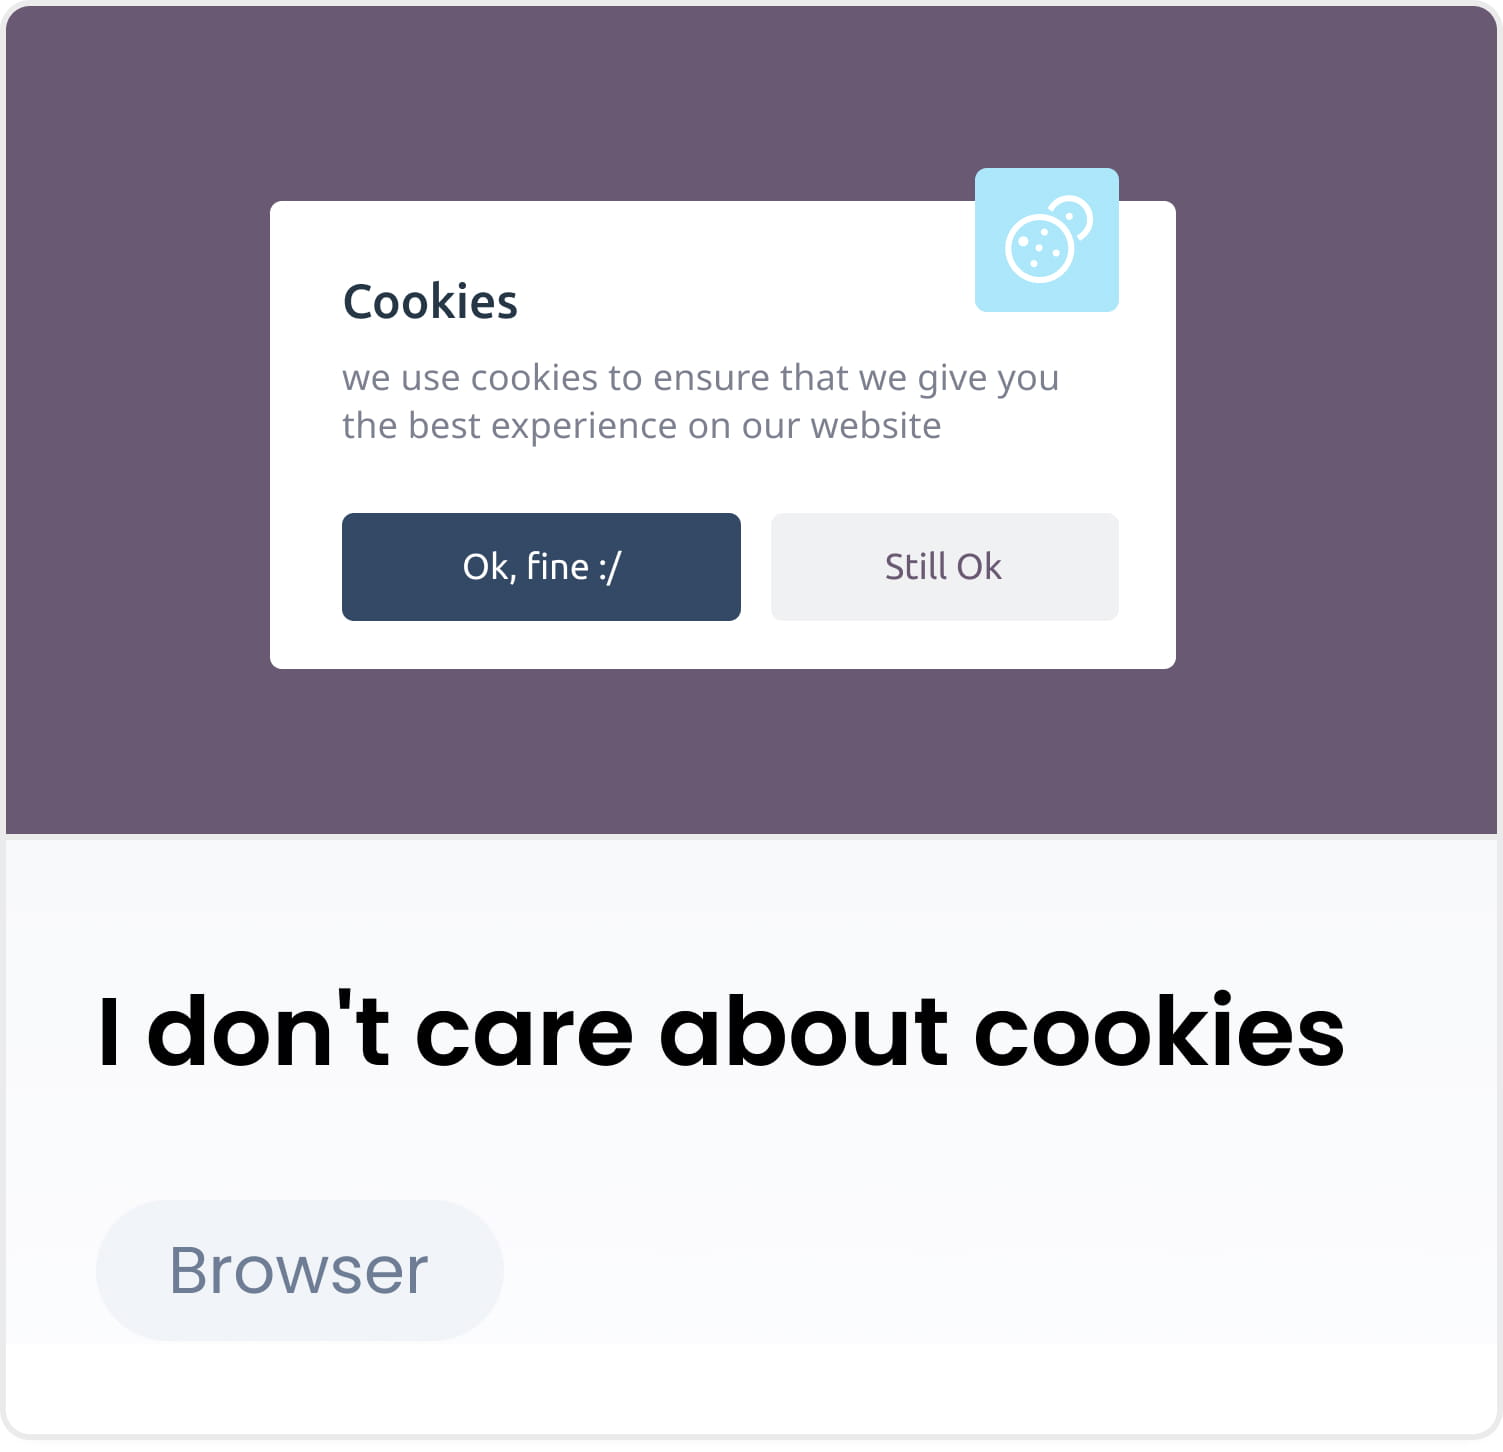 Cookies
we use cookies to ensure that we give you
the best experience on our website
Ok, fine :/
Still Ok
I don't care about cookies
Browser